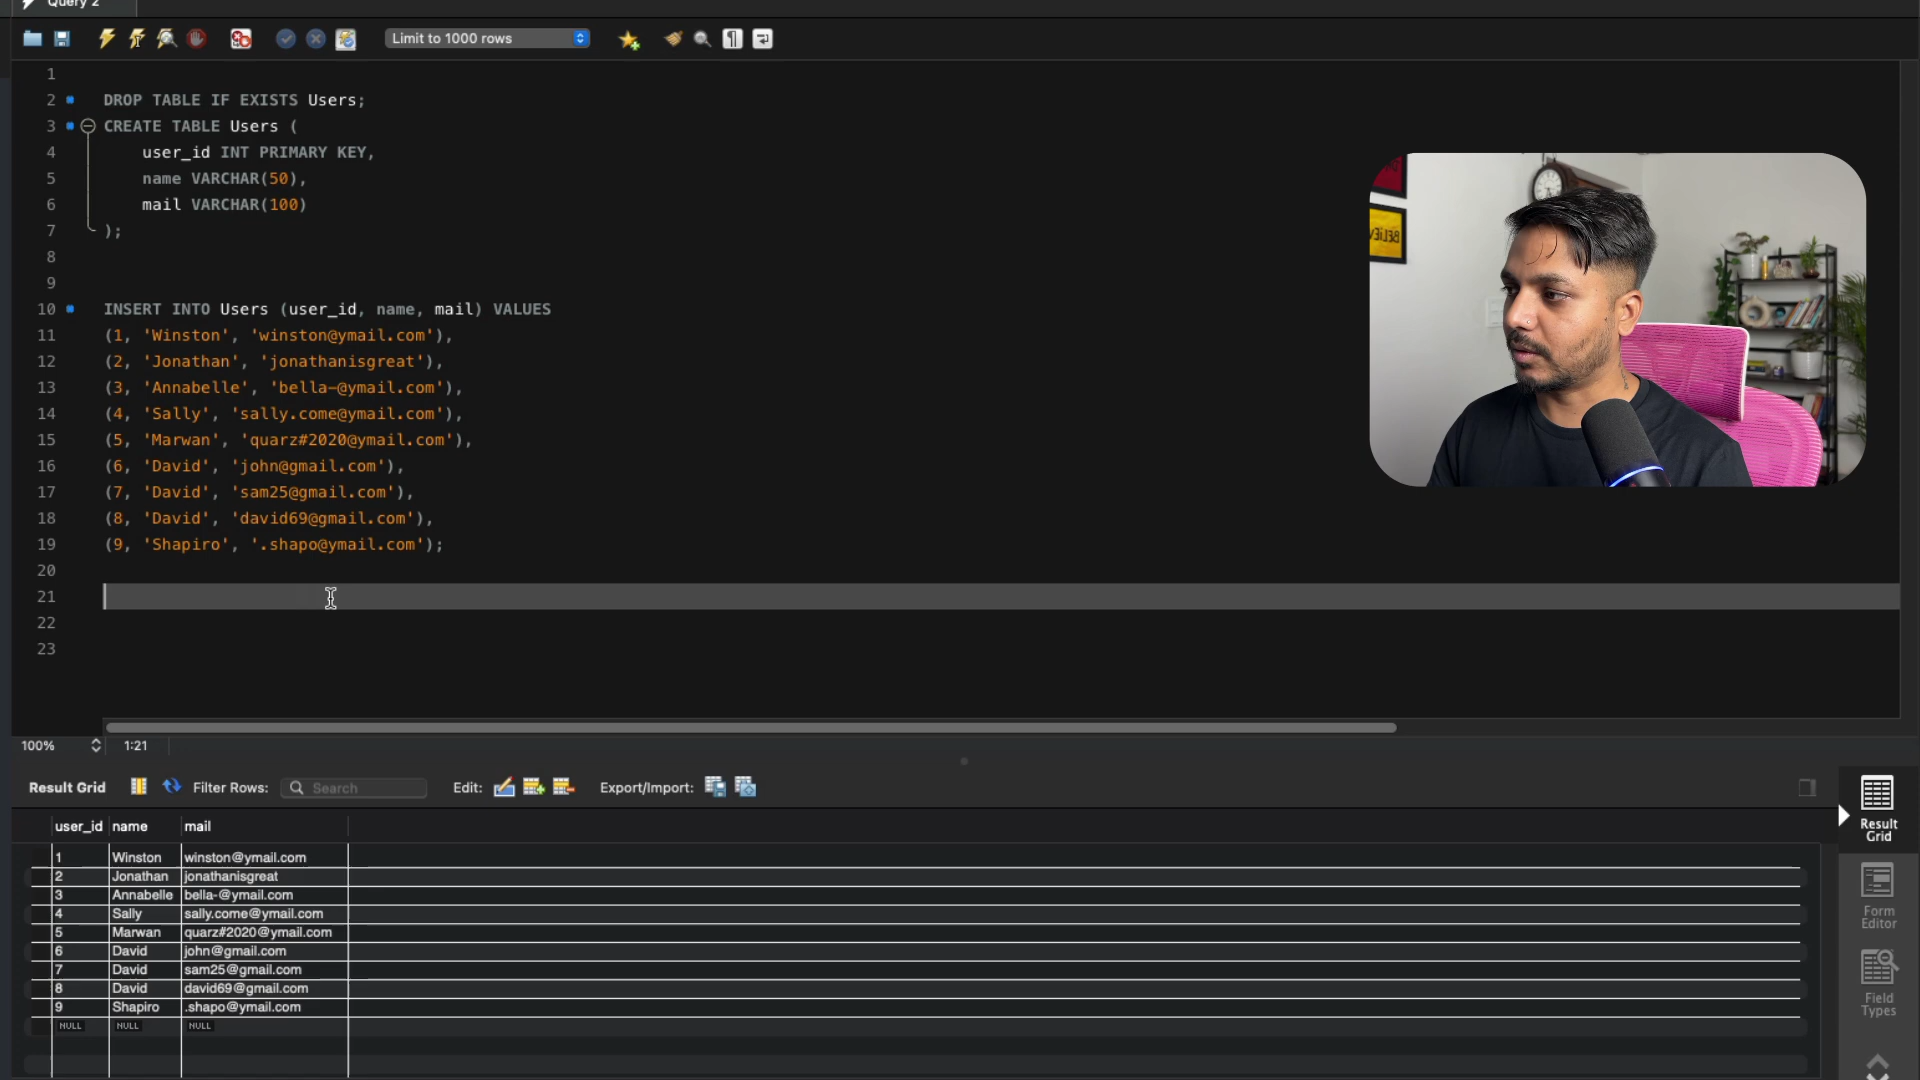 Query 2
Limit to 1000 rows
1
2 DROP TABLE IF EXISTS Users;
3 CREATE TABLE Users (
4 user_id INT PRIMARY KEY,
5 name VARCHAR(50),
6 mail VARCHAR(100)
7 );
8
9
10 INSERT INTO Users (user_id, name, mail) VALUES
11 (1, 'Winston', 'winston@ymail.com'),
12 (2, 'Jonathan', 'jonathanisgreat'),
13 (3, 'Annabelle', 'bella-@ymail.com'),
14 (4, 'Sally', 'sally.come@ymail.com'),
15 (5, 'Marwan', 'quarz#2020@ymail.com'),
16 (6, 'David', 'john@gmail.com'),
17 (7, 'David', 'sam25@gmail.com'),
18 (8, 'David', 'david69@gmail.com'),
19 (9, 'Shapiro', '.shapo@ymail.com');
20
21
22
23
100% 1:21
Result Grid Filter Rows: Search Edit: Export/Import:
user_id name mail
1 Winston winston@ymail.com
2 Jonathan jonathanisgreat
3 Annabelle bella-@ymail.com
4 Sally sally.come@ymail.com
5 Marwan quarz#2020@ymail.com
6 David john@gmail.com
7 David sam25@gmail.com
8 David david69@gmail.com
9 Shapiro .shapo@ymail.com
NULL NULL NULL
Result
Grid
Form
Editor
Field
Types